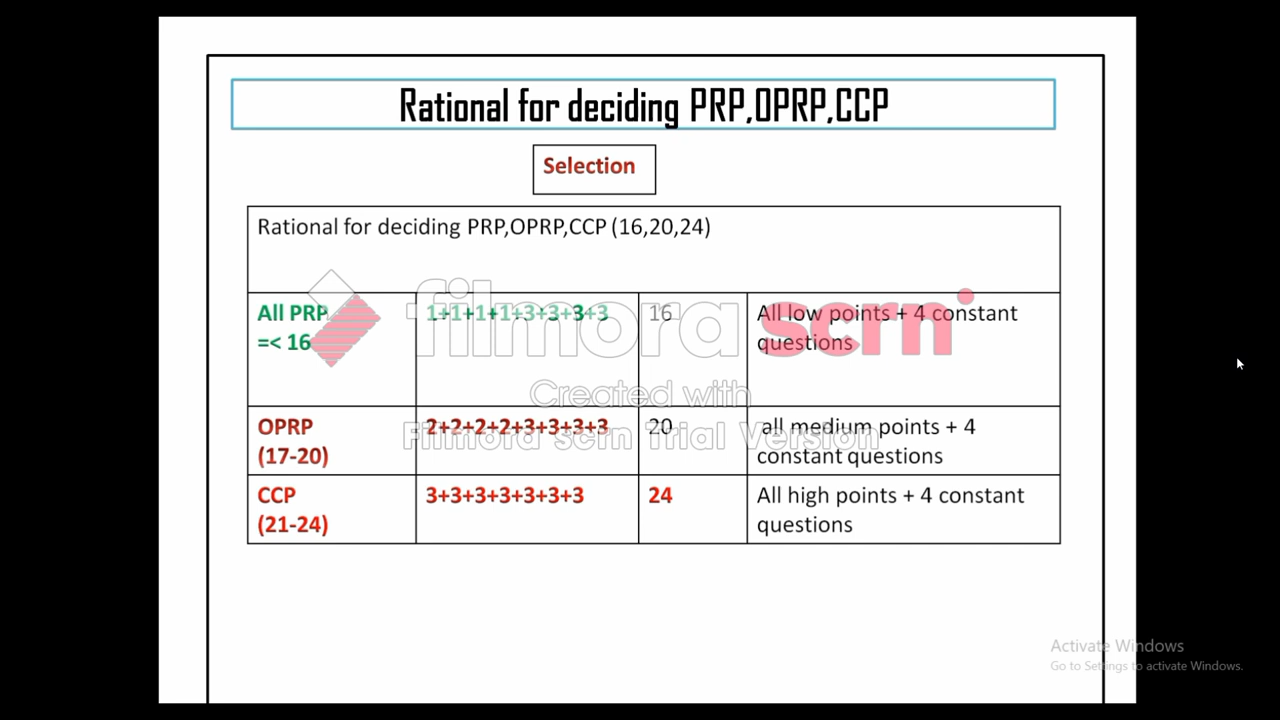 Rational for deciding PRP,OPRP,CCP
Selection
Rational for deciding PRP,OPRP,CCP (16,20,24)
All PRP
=< 16
1+1+1+1+3+3+3+3
16
All low points + 4 constant
questions
OPRP
(17-20)
2+2+2+2+3+3+3+3
20
all medium points + 4
constant questions
CCP
(21-24)
3+3+3+3+3+3+3
24
All high points + 4 constant
questions
filmora scrn
Created with
Filmora scrn Trial Version
Activate Windows
Go to Settings to activate Windows.